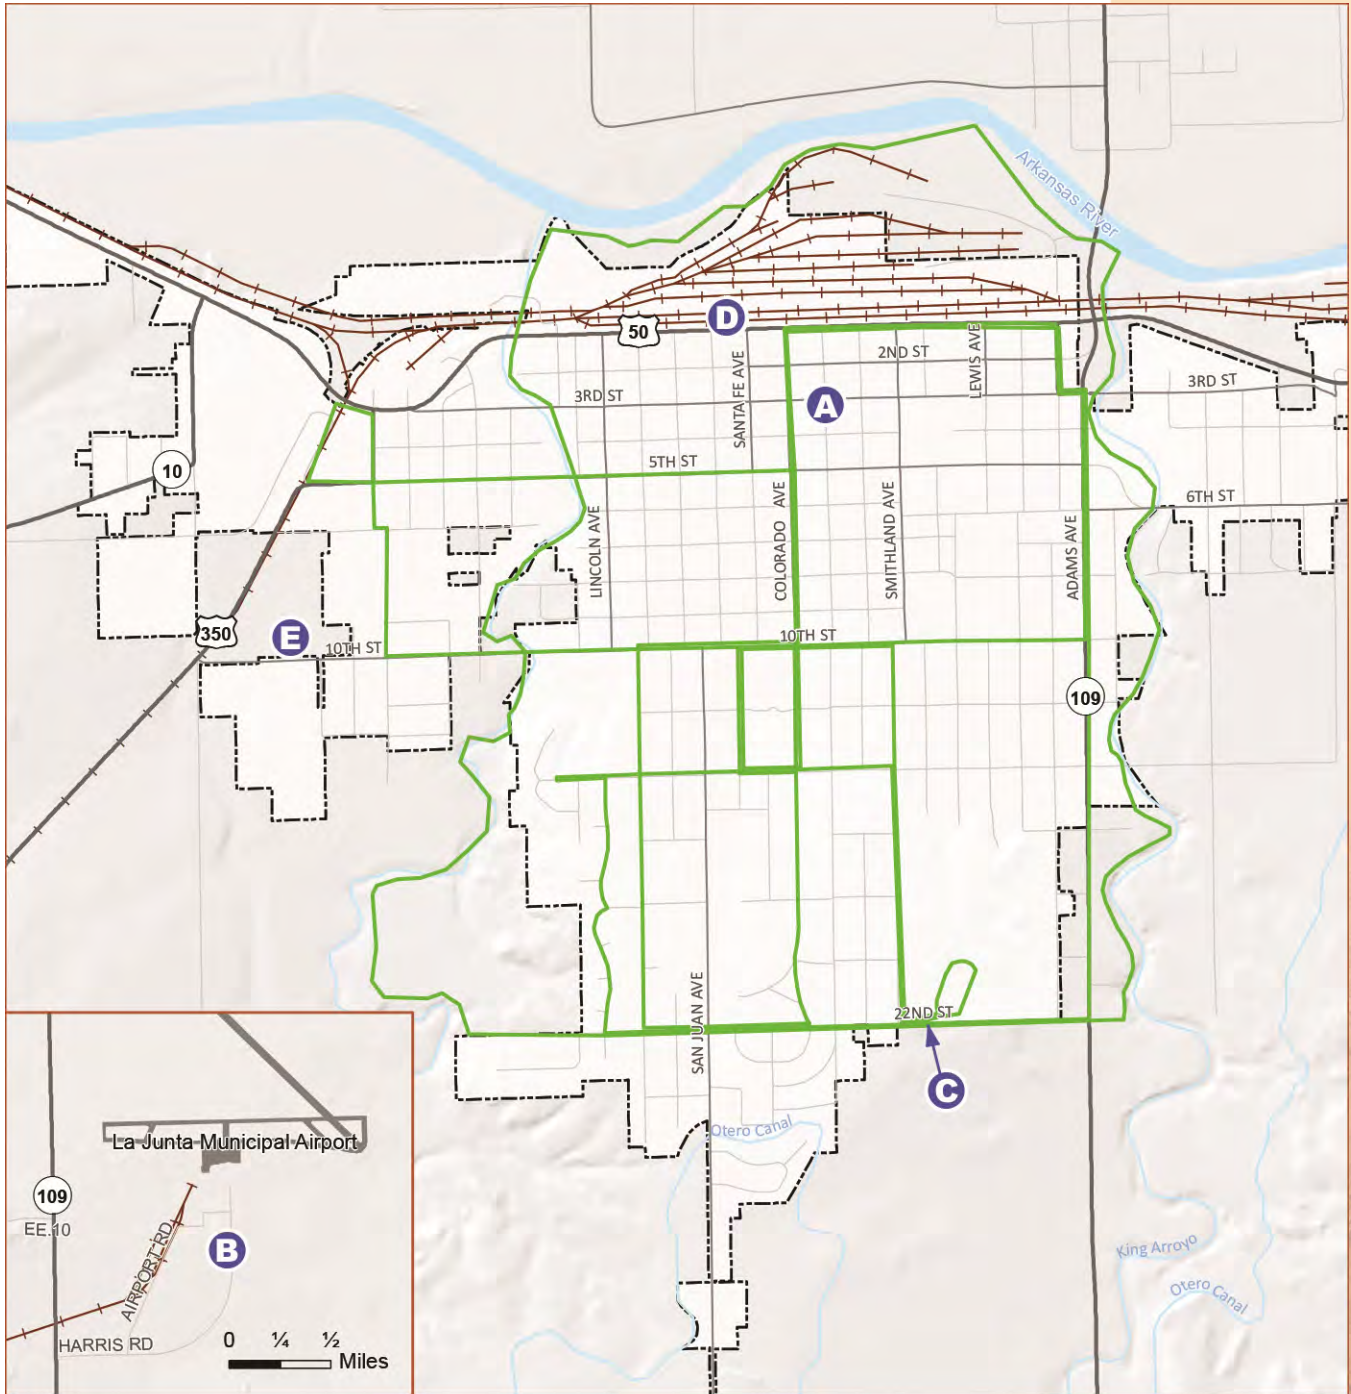 Arkansas River
D
50
LEWIS AVE
2ND ST
SANTA FE AVE
3RD ST
3RD ST
A
5TH ST
10
6TH ST
LINCOLN AVE
COLORADO AVE
SMITHLAND AVE
ADAMS AVE
350
E
10TH ST
10TH ST
109
SAN JUAN AVE
22ND ST
C
Otero Canal
La Junta Municipal Airport
109
EE.10
AIRPORT RD
B
HARRIS RD
0 ¼ ½
Miles
King Arroyo
Otero Canal